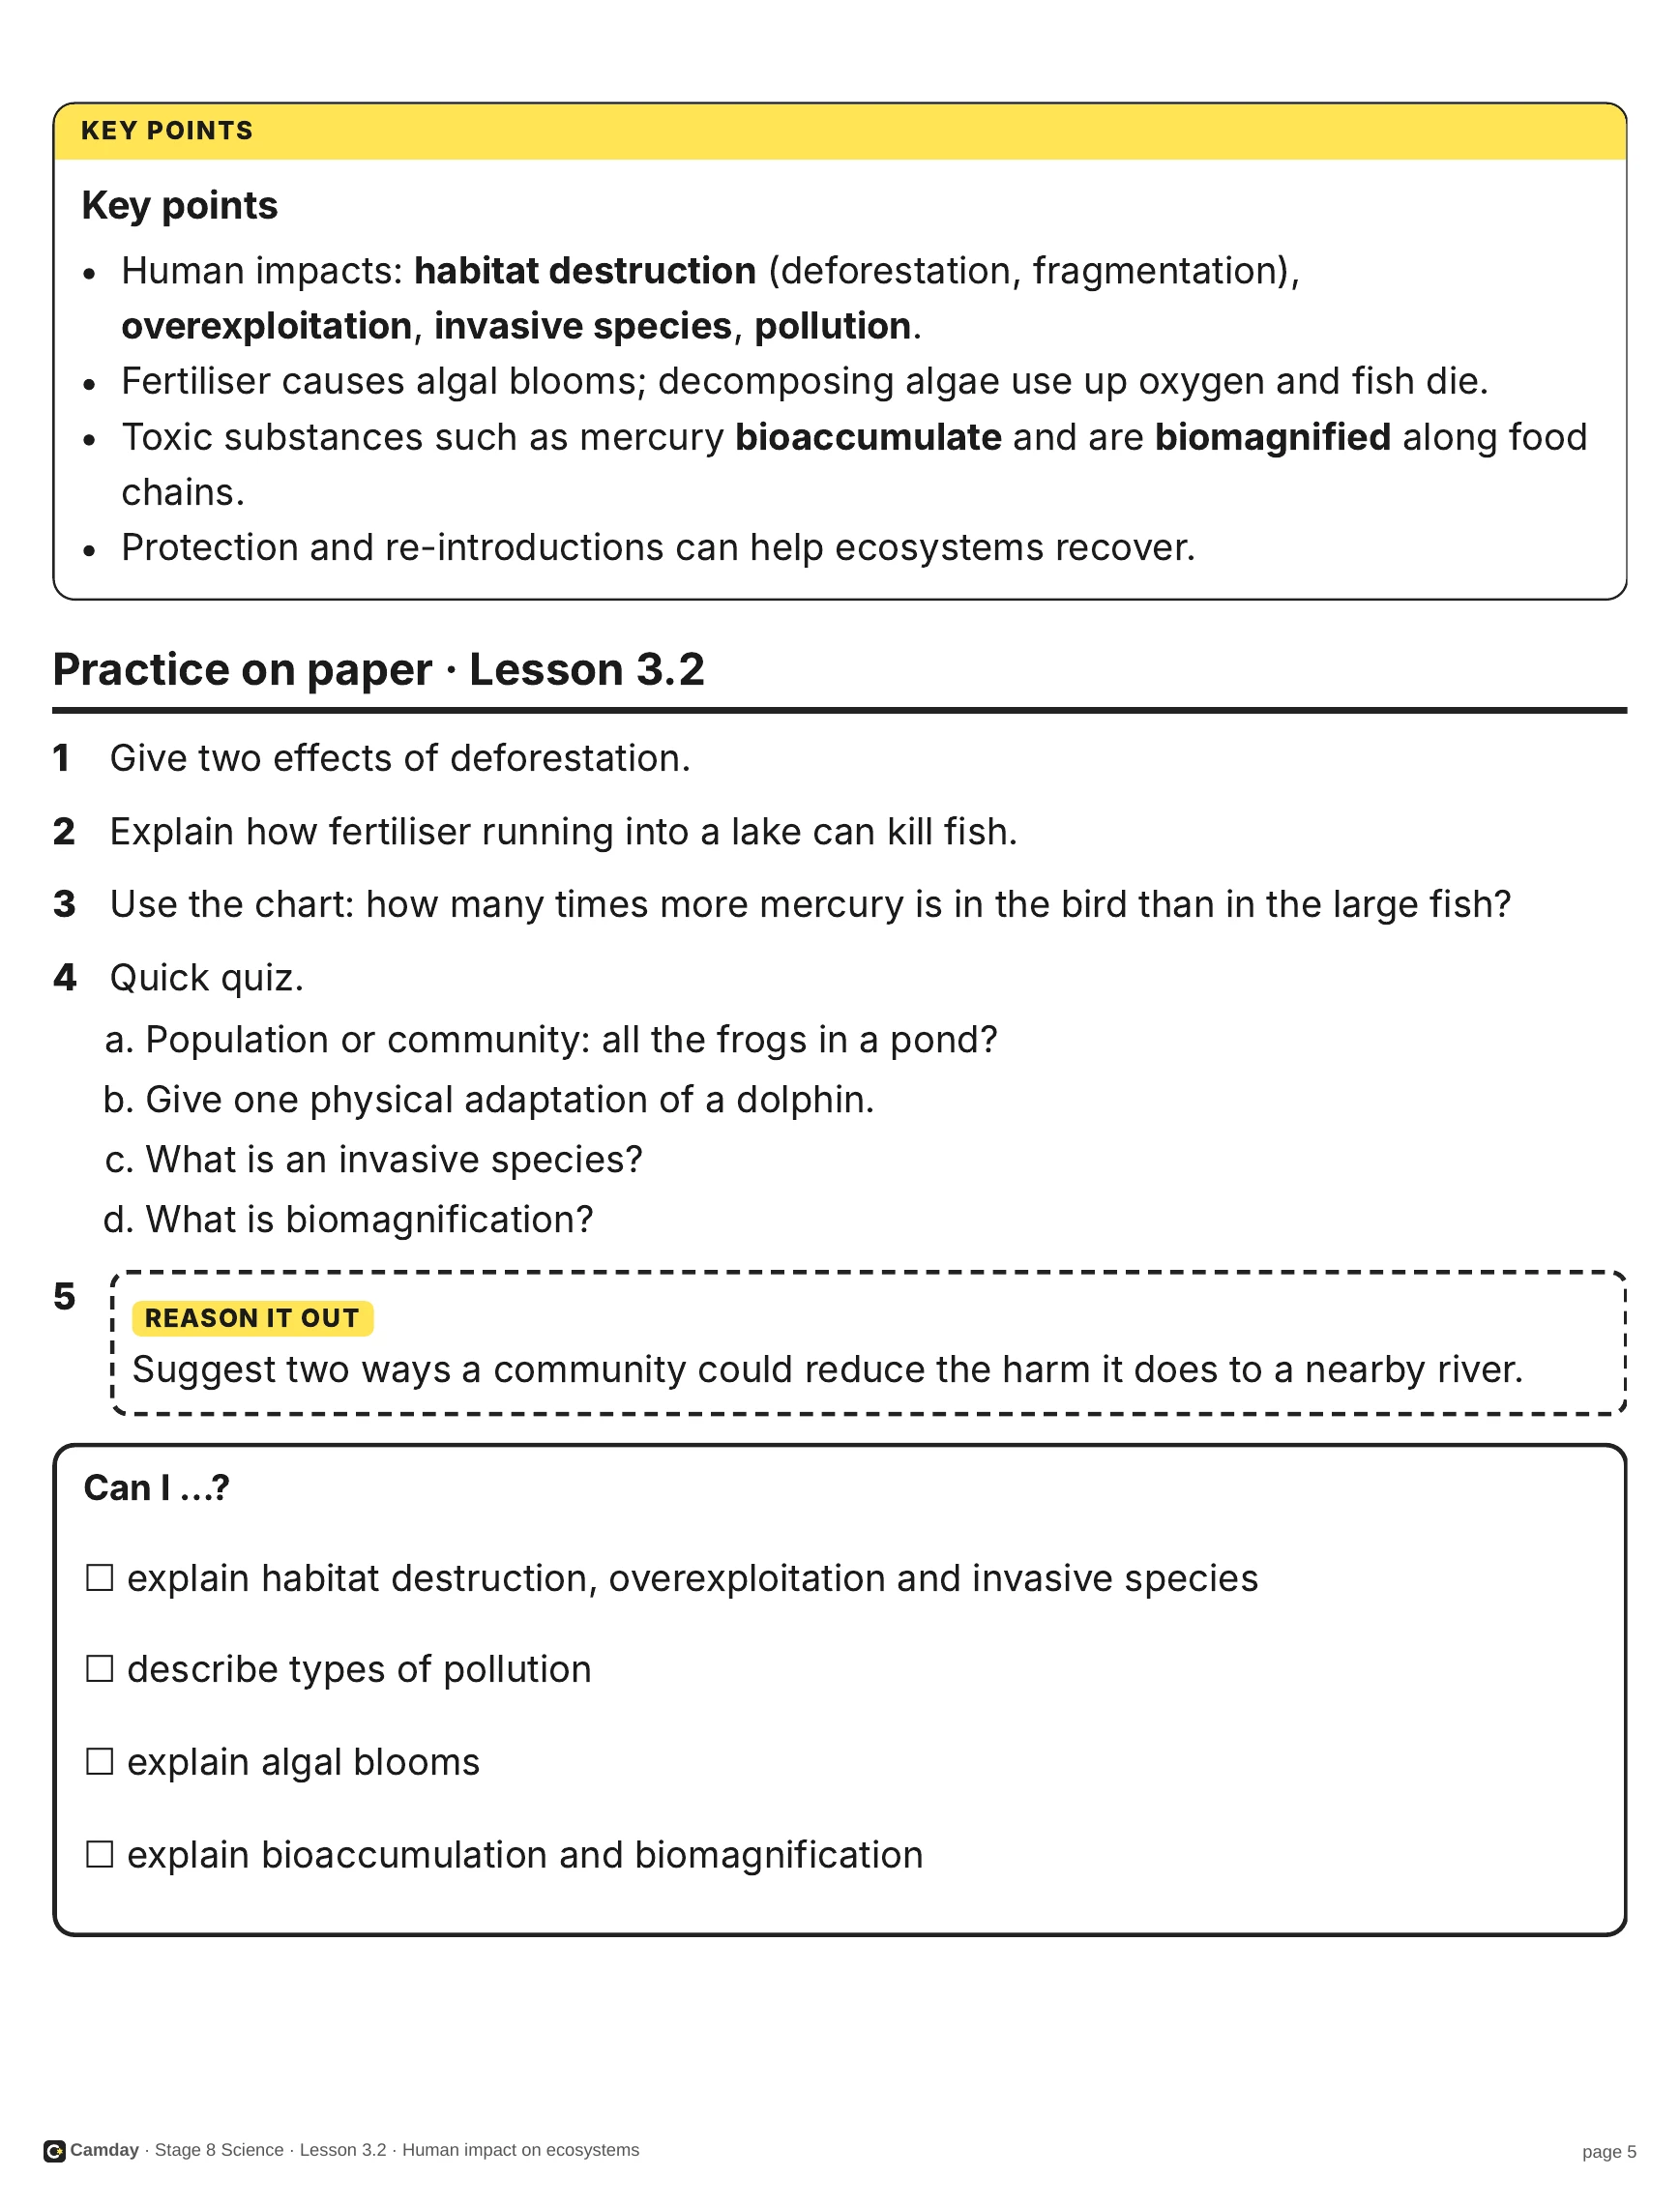 KEY POINTS
Key points
• Human impacts: habitat destruction (deforestation, fragmentation),
overexploitation, invasive species, pollution.
• Fertiliser causes algal blooms; decomposing algae use up oxygen and fish die.
• Toxic substances such as mercury bioaccumulate and are biomagnified along food
chains.
• Protection and re-introductions can help ecosystems recover.
Practice on paper · Lesson 3.2
1 Give two effects of deforestation.
2 Explain how fertiliser running into a lake can kill fish.
3 Use the chart: how many times more mercury is in the bird than in the large fish?
4 Quick quiz.
a. Population or community: all the frogs in a pond?
b. Give one physical adaptation of a dolphin.
c. What is an invasive species?
d. What is biomagnification?
5 REASON IT OUT
Suggest two ways a community could reduce the harm it does to a nearby river.
Can I ...?
☐ explain habitat destruction, overexploitation and invasive species
☐ describe types of pollution
☐ explain algal blooms
☐ explain bioaccumulation and biomagnification
Camday · Stage 8 Science · Lesson 3.2 · Human impact on ecosystems
page 5